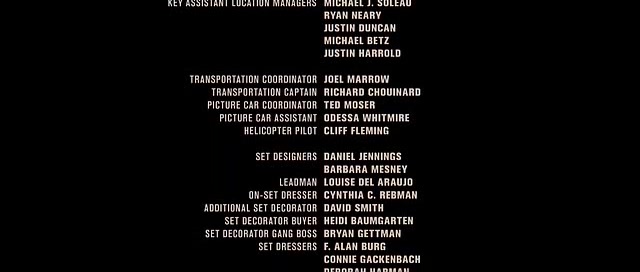 KEY ASSISTANT LOCATION MANAGERS MICHAEL J. SOLEAU
RYAN NEARY
JUSTIN DUNCAN
MICHAEL BETZ
JUSTIN HARROLD
TRANSPORTATION COORDINATOR JOEL MARROW
TRANSPORTATION CAPTAIN RICHARD CHOUINARD
PICTURE CAR COORDINATOR TED MOSER
PICTURE CAR ASSISTANT ODESSA WHITMIRE
HELICOPTER PILOT CLIFF FLEMING
SET DESIGNERS DANIEL JENNINGS
BARBARA MESNEY
LEADMAN LOUISE DEL ARAUJO
ON-SET DRESSER CYNTHIA C. REBMAN
ADDITIONAL SET DECORATOR DAVID SMITH
SET DECORATOR BUYER HEIDI BAUMGARTEN
SET DECORATOR GANG BOSS BRYAN GETTMAN
SET DRESSERS F. ALAN BURG
CONNIE GACKENBACH
DEBORAH HARMAN